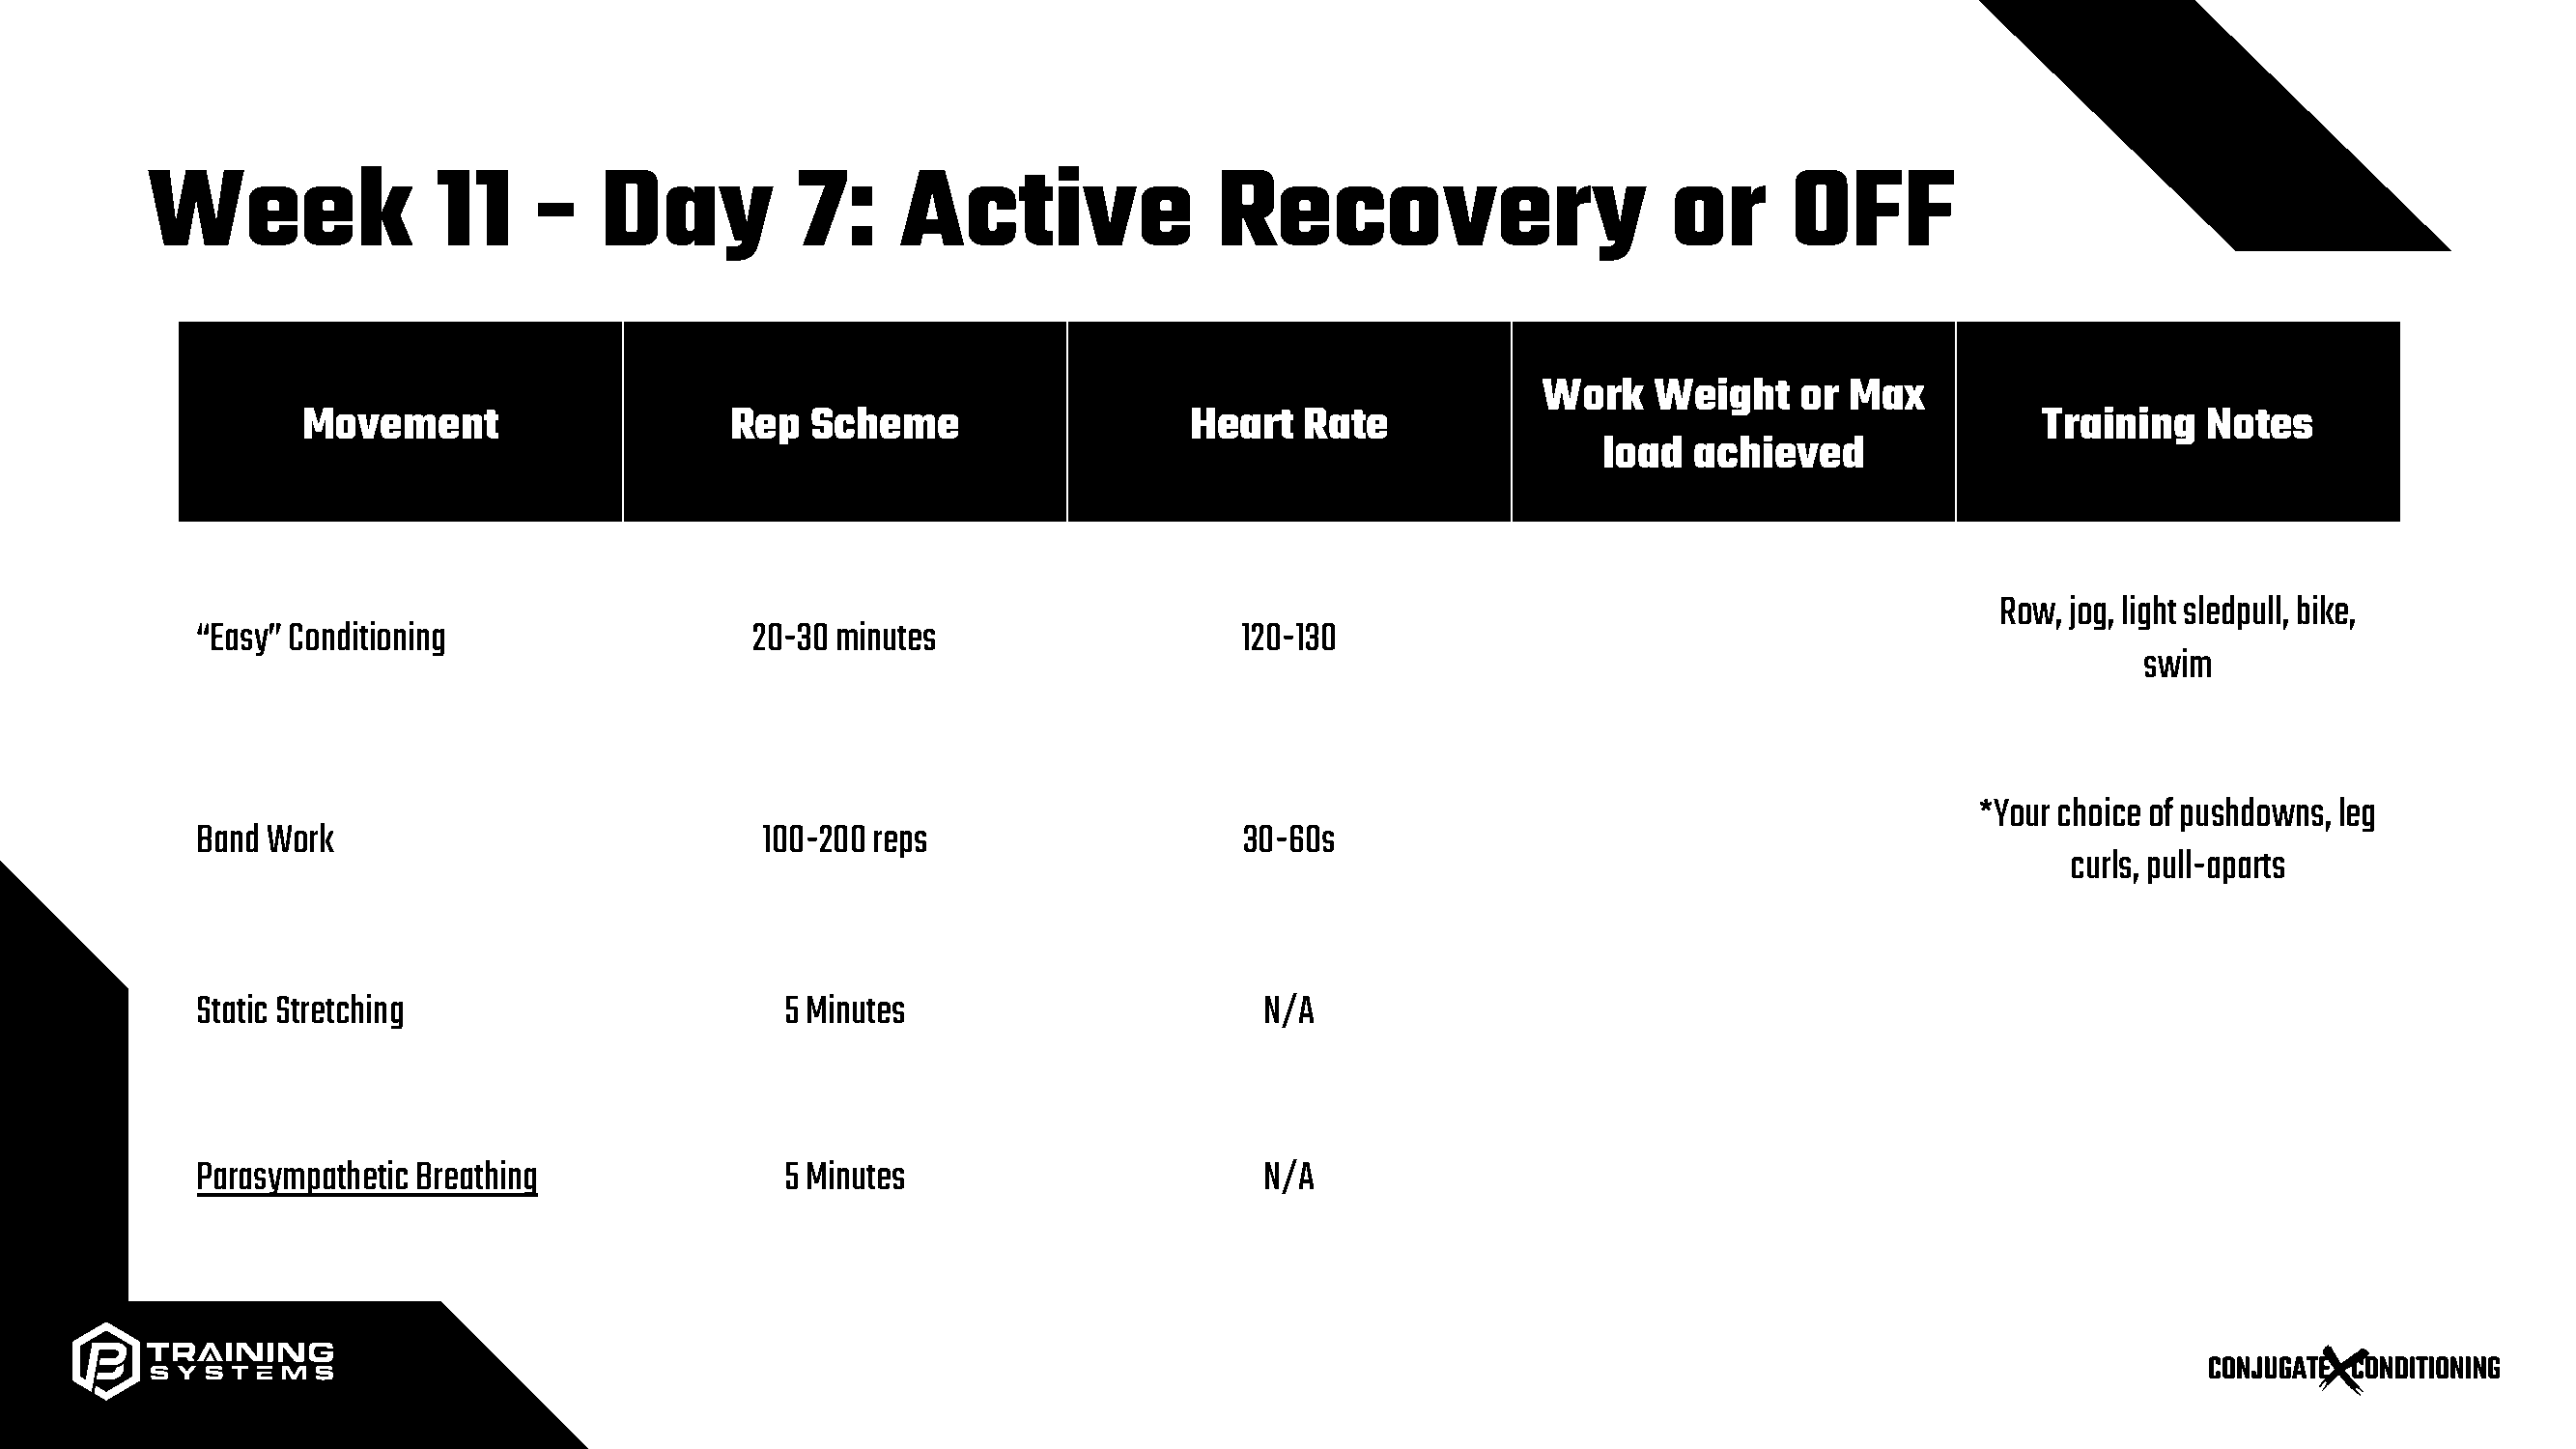 Week 11 - Day 7: Active Recovery or OFF
Movement
Rep Scheme
Heart Rate
Work Weight or Max
load achieved
Training Notes
“Easy” Conditioning
20-30 minutes
120-130
Row, jog, light sledpull, bike,
swim
Band Work
100-200 reps
30-60s
*Your choice of pushdowns, leg
curls, pull-aparts
Static Stretching
5 Minutes
N/A
Parasympathetic Breathing
5 Minutes
N/A
TRAINING
SYSTEMS
CONJUGATE X CONDITIONING